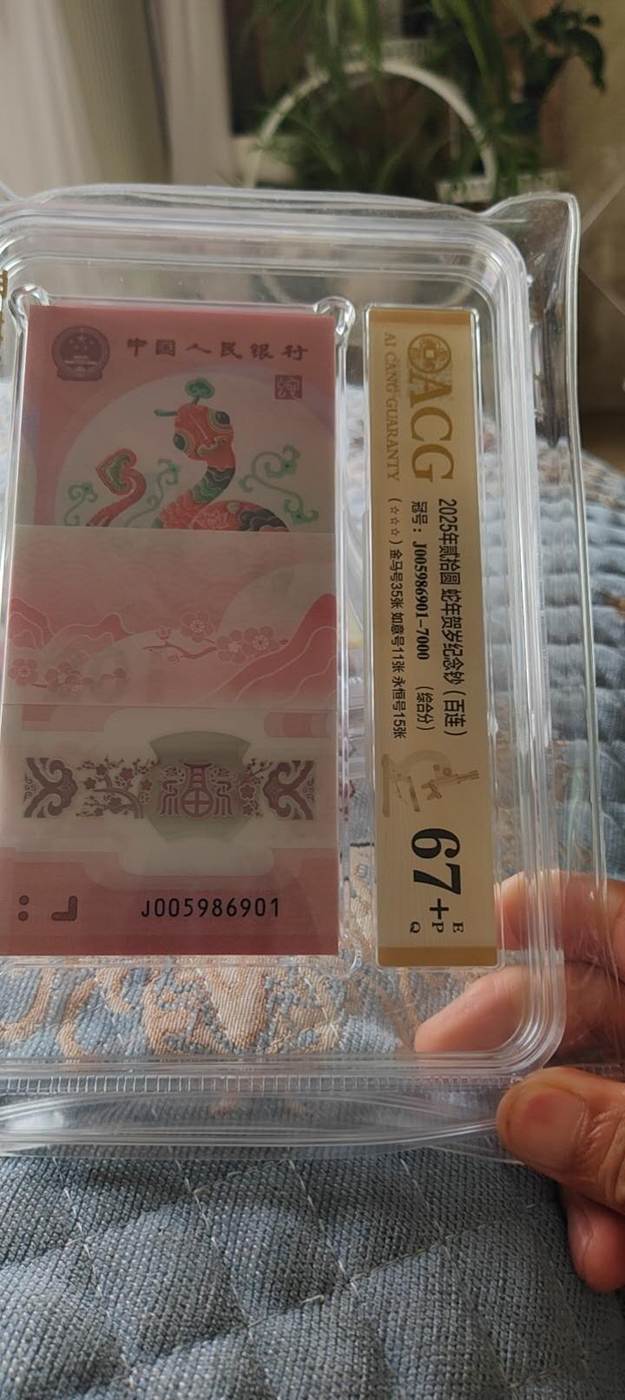 中国人民银行
福
J005986901
ACG
AI CANG GUARANTY
2025年贰拾圆 蛇年贺岁纪念钞（百连）
冠号：J005986901-7000 （综合分）
（☆☆☆）金马号35张 如意号11张 永恒号15张
67+
E
P
Q